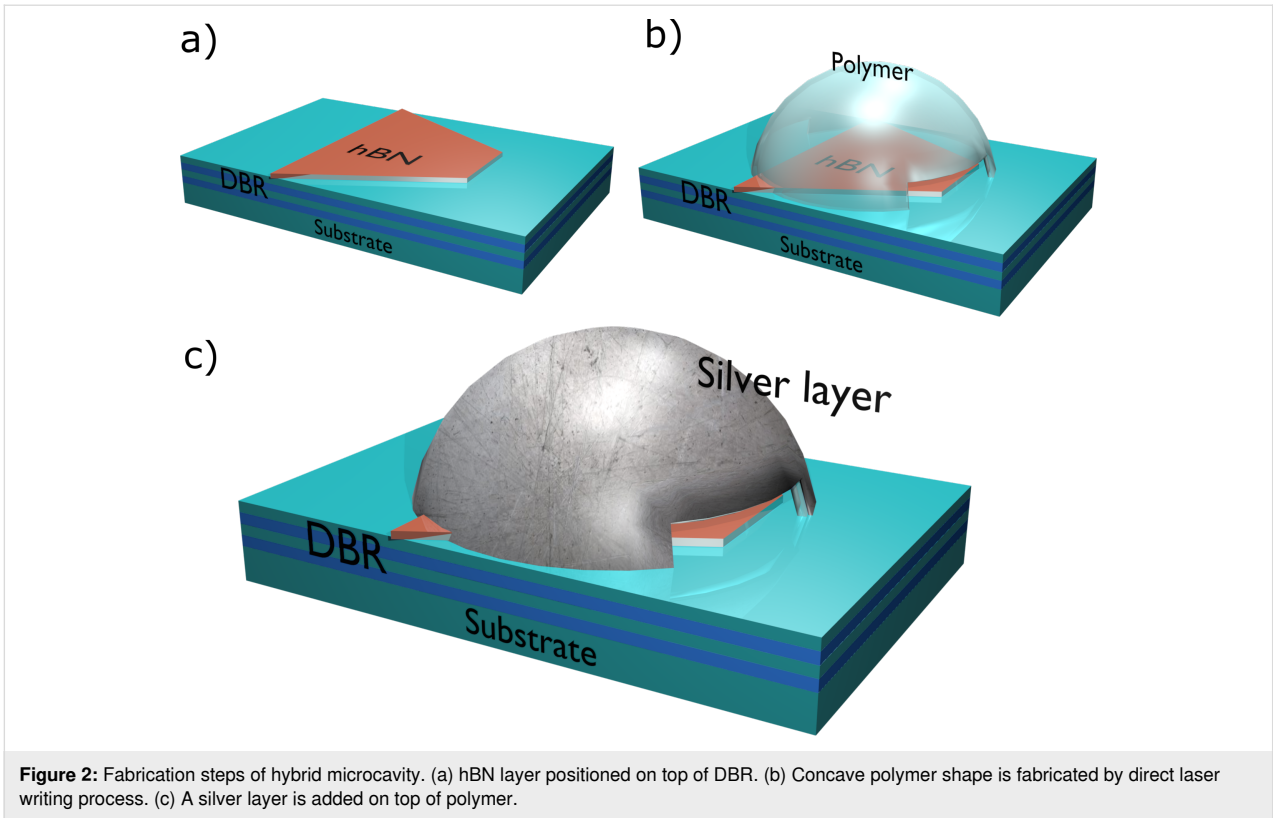 a)
hBN
DBR
Substrate
b)
Polymer
hBN
DBR
Substrate
c)
Silver layer
DBR
Substrate
Figure 2: Fabrication steps of hybrid microcavity. (a) hBN layer positioned on top of DBR. (b) Concave polymer shape is fabricated by direct laser
writing process. (c) A silver layer is added on top of polymer.